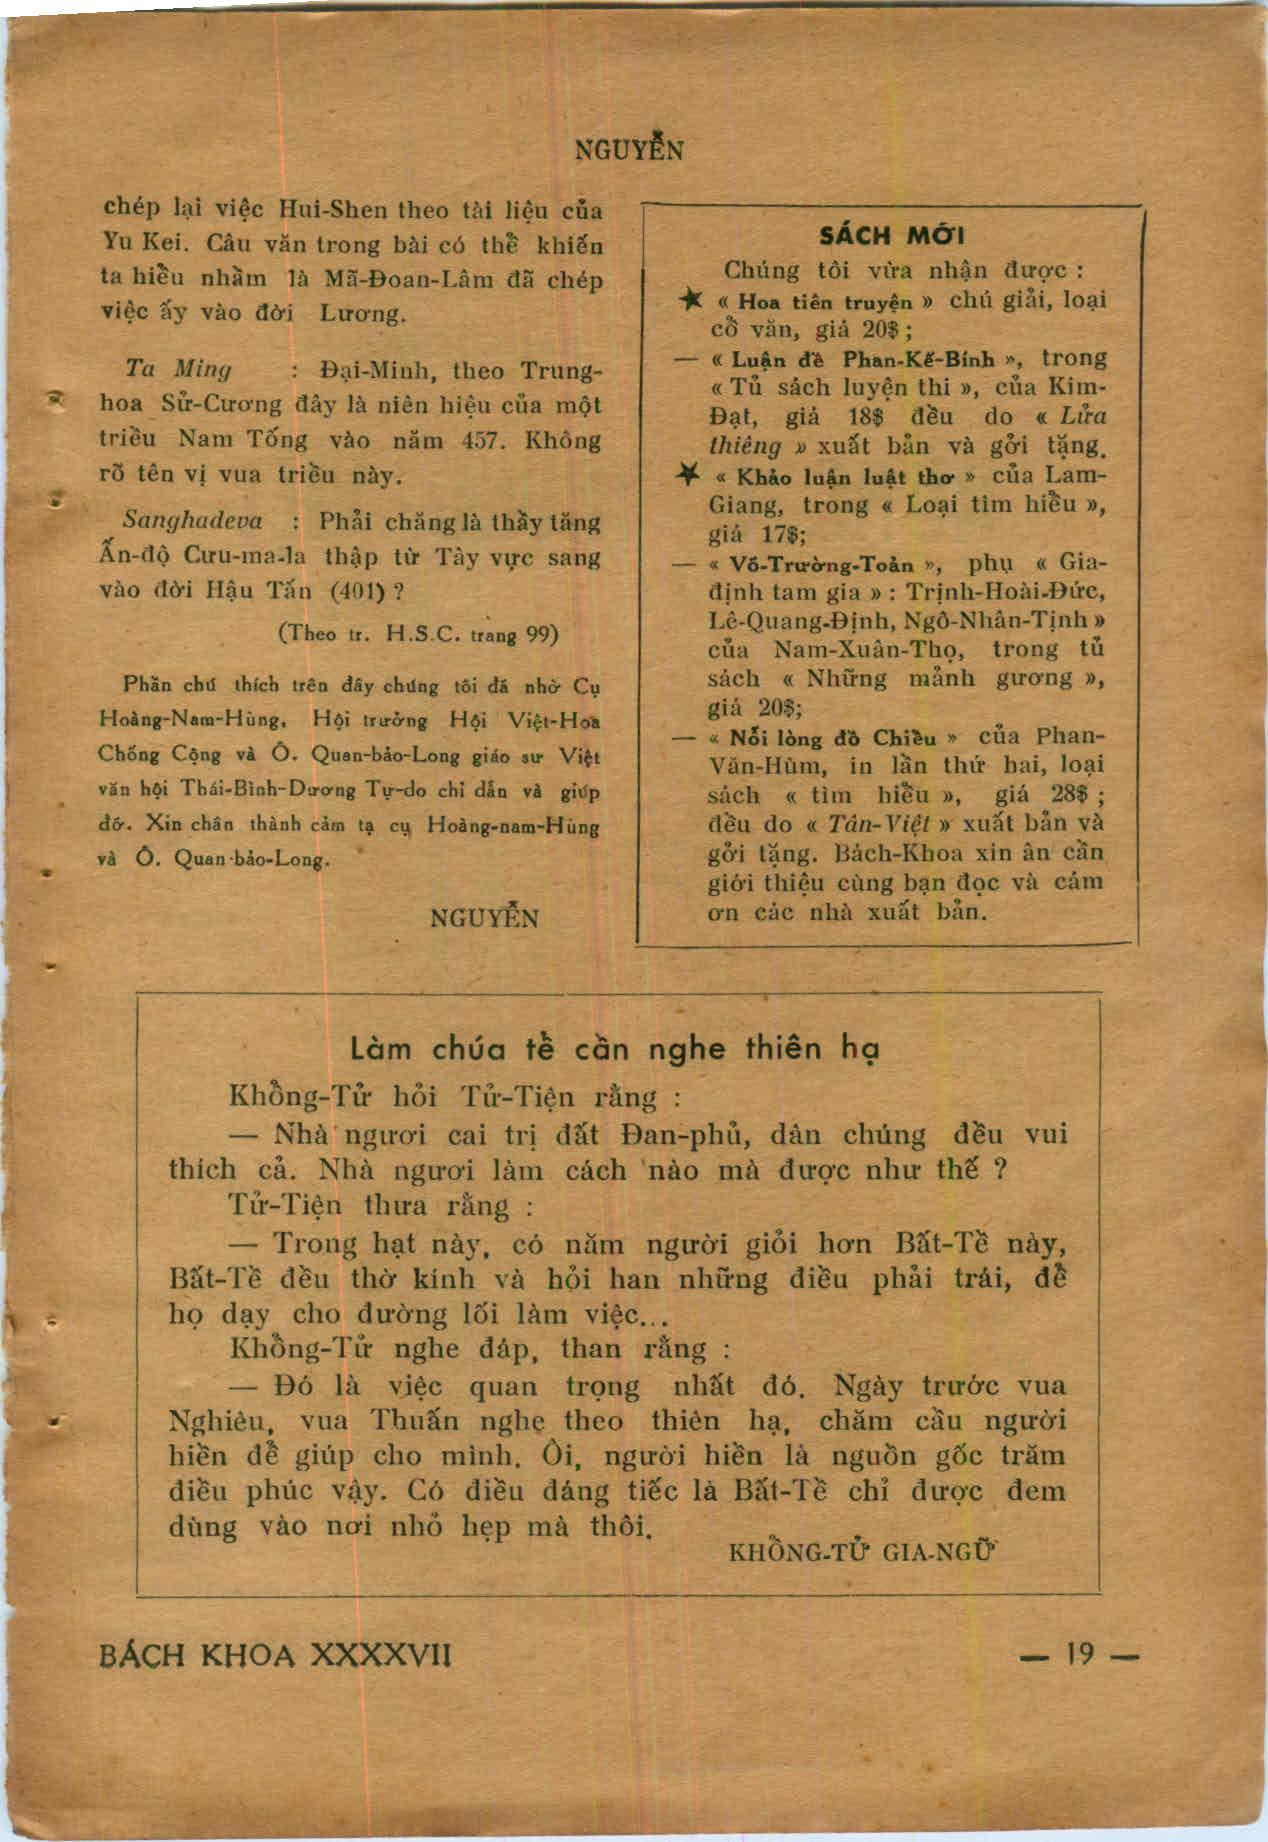 NGUYỄN
chép lại việc Hui-Shen theo tài liệu của
Yu Kei. Câu văn trong bài có thể khiến
ta hiểu nhầm là Mã-Đoan-Lâm đã chép
việc ấy vào đời Lương.
Ta Ming : Đại-Minh, theo Trung-
hoa Sử-Cương đây là niên hiệu của một
triều Nam Tống vào năm 457. Không
rõ tên vị vua triều này.
Sanghadeva : Phải chăng là thầy tăng
Ấn-độ Cưu-ma-la thập từ Tây vực sang
vào đời Hậu Tấn (401) ?
(Theo tr. H.S.C. trang 99)
Phần chú thích trên đây chúng tôi đã nhờ Cụ
Hoàng-Nam-Hùng, Hội trưởng Hội Việt-Hoa
Chống Cộng và Ô. Quan-bảo-Long giáo sư Việt
văn hội Thái-Bình-Dương Tự-do chỉ dẫn và giúp
đỡ. Xin chân thành cảm tạ cụ Hoàng-nam-Hùng
và Ô. Quan-bảo-Long.
NGUYỄN
SÁCH MỚI
Chúng tôi vừa nhận được :
★ « Hoa tiên truyện » chú giải, loại
cổ văn, giá 20$ ;
— « Luận đề Phan-Kế-Bính », trong
« Tủ sách luyện thi », của Kim-
Đạt, giá 18$ đều do « Lửa
thiêng » xuất bản và gởi tặng.
★ « Khảo luận luật thơ » của Lam-
Giang, trong « Loại tìm hiểu »,
giá 17$;
— « Võ-Trường-Toản », phụ « Gia-
định tam gia » : Trịnh-Hoài-Đức,
Lê-Quang-Định, Ngô-Nhân-Tịnh »
của Nam-Xuân-Thọ, trong tủ
sách « Những mảnh gương »,
giá 20$;
— « Nỗi lòng đồ Chiểu » của Phan-
Văn-Hùm, in lần thứ hai, loại
sách « tìm hiểu », giá 28$ ;
đều do « Tân-Việt » xuất bản và
gởi tặng. Bách-Khoa xin ân cần
giới thiệu cùng bạn đọc và cám
ơn các nhà xuất bản.
Làm chúa tể cần nghe thiên hạ
Khổng-Tử hỏi Tử-Tiện rằng :
— Nhà ngươi cai trị đất Đan-phủ, dân chúng đều vui
thích cả. Nhà ngươi làm cách nào mà được như thế ?
Tử-Tiện thưa rằng :
— Trong hạt này, có năm người giỏi hơn Bất-Tề này,
Bất-Tề đều thờ kính và hỏi han những điều phải trái, để
họ dạy cho đường lối làm việc...
Khổng-Tử nghe đáp, than rằng :
— Đó là việc quan trọng nhất đó. Ngày trước vua
Nghiêu, vua Thuấn nghe theo thiên hạ, chăm cầu người
hiền để giúp cho mình. Ôi, người hiền là nguồn gốc trăm
điều phúc vậy. Có điều đáng tiếc là Bất-Tề chỉ được đem
dùng vào nơi nhỏ hẹp mà thôi.
KHỔNG-TỬ GIA-NGỮ
BÁCH KHOA XXXXVII
— 19 —